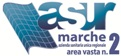 asur
marche
azienda sanitaria unica regionale
area vasta n. 2